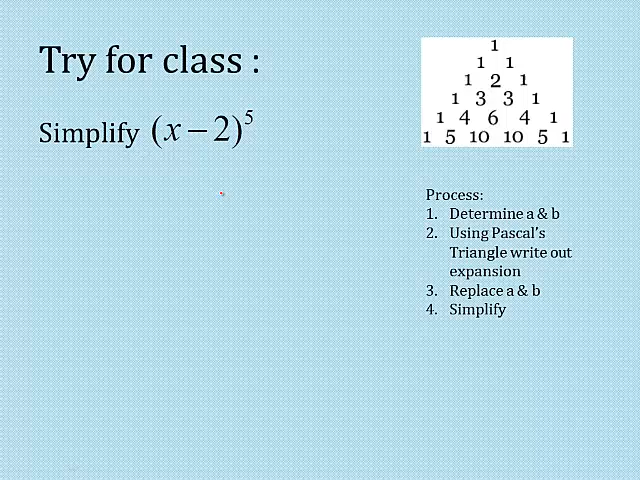 Try for class :
Simplify (x − 2)^5
1
1 1
1 2 1
1 3 3 1
1 4 6 4 1
1 5 10 10 5 1
Process:
1. Determine a & b
2. Using Pascal's
Triangle write out
expansion
3. Replace a & b
4. Simplify